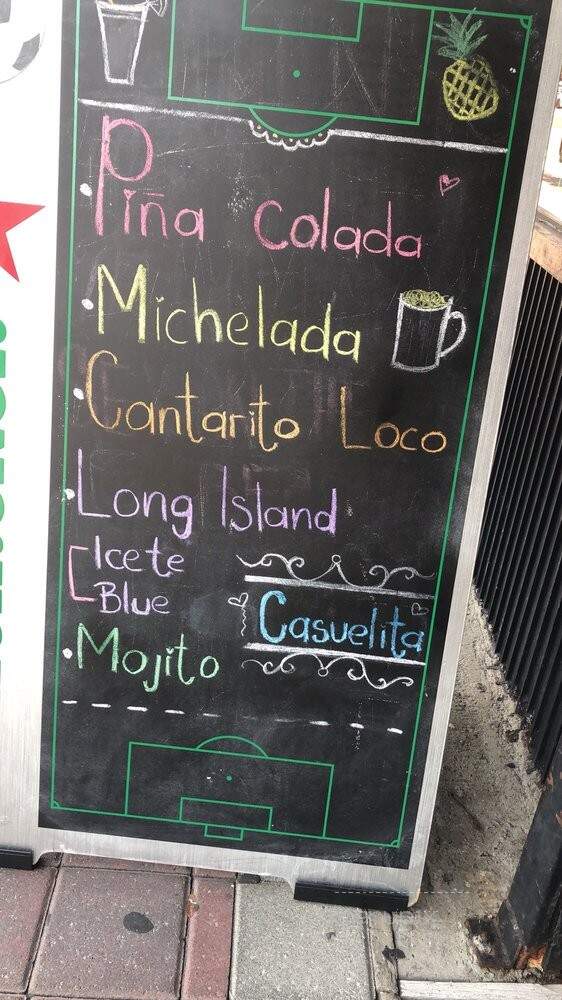 Piña Colada
Michelada
Cantarito Loco
Long Island
Icete
Blue
Casuelita
Mojito